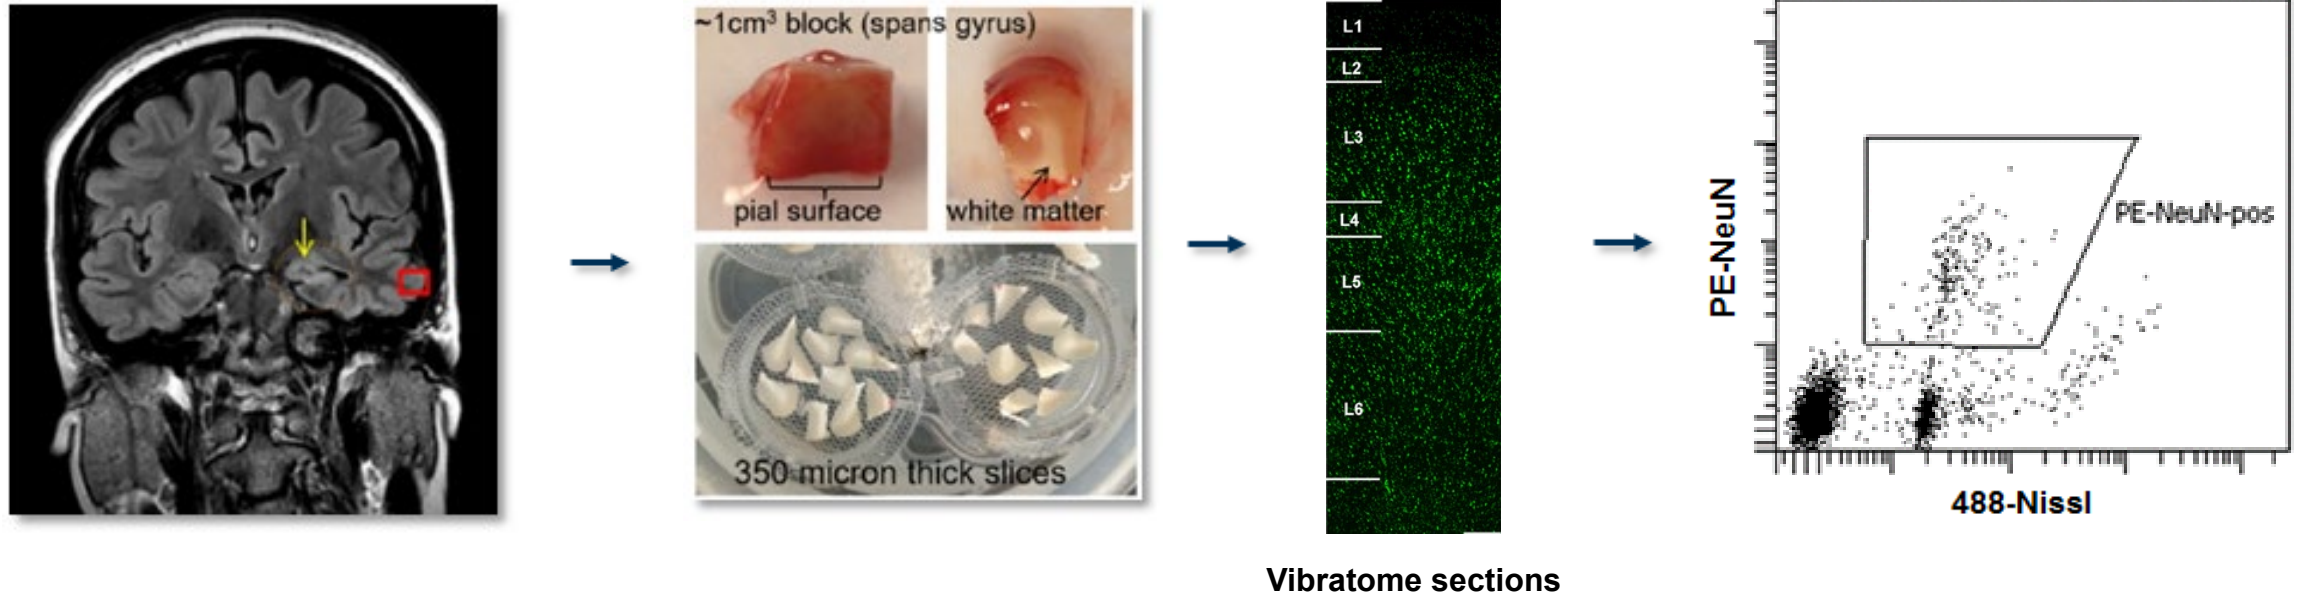 ~1cm³ block (spans gyrus)
pial surface
white matter
350 micron thick slices
L1
L2
L3
L4
L5
L6
Vibratome sections
PE-NeuN
PE-NeuN-pos
488-Nissl